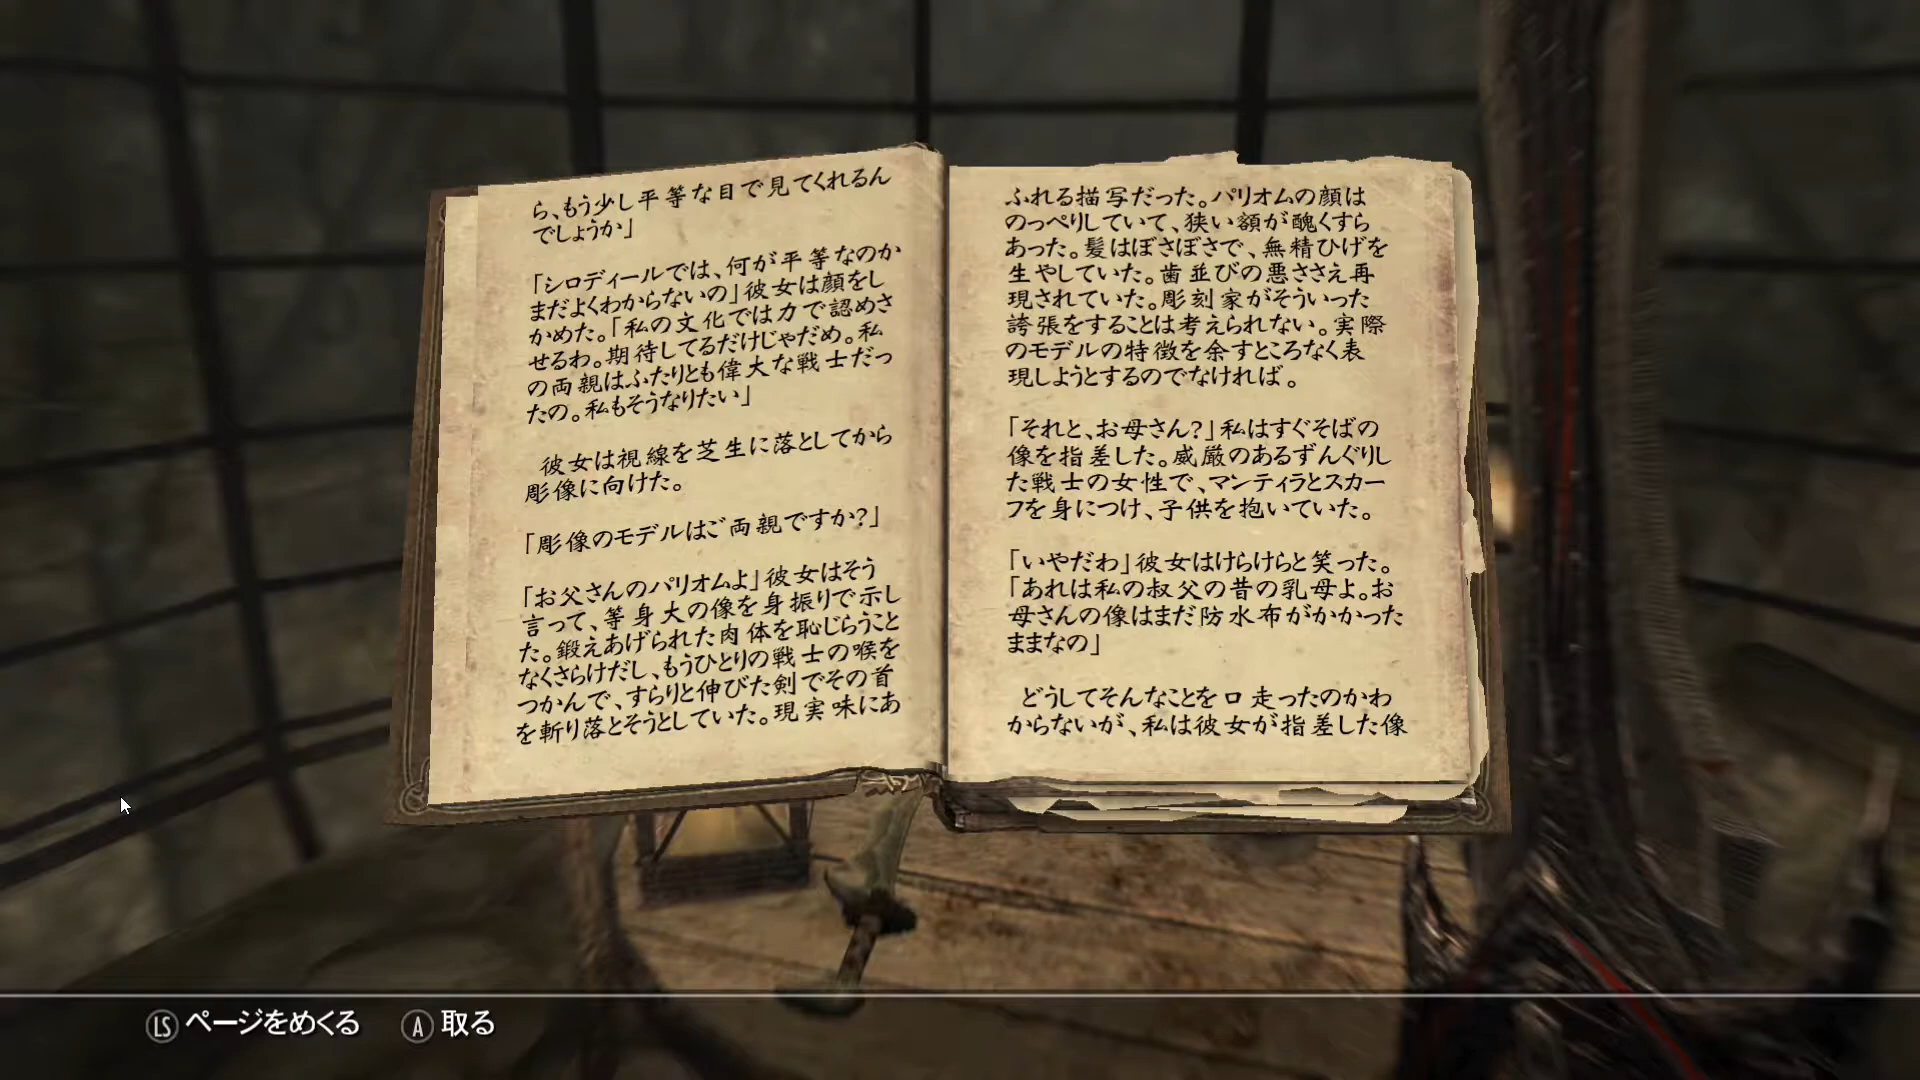 ら、もう少し平等な目で見てくれるん
でしょうか」
「シロディールでは、何が平等なのか
まだよくわからないの」彼女は顔をし
かめた。「私の文化では力で認めさ
せるわ。期待してるだけじゃだめ。私
の両親はふたりとも偉大な戦士だっ
たの。私もそうなりたい」
彼女は視線を芝生に落としてから
彫像に向けた。
「彫像のモデルはご両親ですか?」
「お父さんのパリオムよ」彼女はそう
言って、等身大の像を身振りで示し
た。鍛えあげられた肉体を恥じらうこと
なくさらけだし、もうひとりの戦士の喉を
つかんで、すらりと伸びた剣でその首
を斬り落とそうとしていた。現実味にあ
ふれる描写だった。パリオムの顔は
のっぺりしていて、狭い額が醜くすら
あった。髪はぼさぼさで、無精ひげを
生やしていた。歯並びの悪ささえ再
現されていた。彫刻家がそういった
誇張をすることは考えられない。実際
のモデルの特徴を余すところなく表
現しようとするのでなければ。
「それと、お母さん?」私はすぐそばの
像を指差した。威厳のあるずんぐりし
た戦士の女性で、マンティラとスカー
フを身につけ、子供を抱いていた。
「いやだわ」彼女はけらけらと笑った。
「あれは私の叔父の昔の乳母よ。お
母さんの像はまだ防水布がかかった
ままなの」
どうしてそんなことを口走ったのかわ
からないが、私は彼女が指差した像
LS ページをめくる A 取る